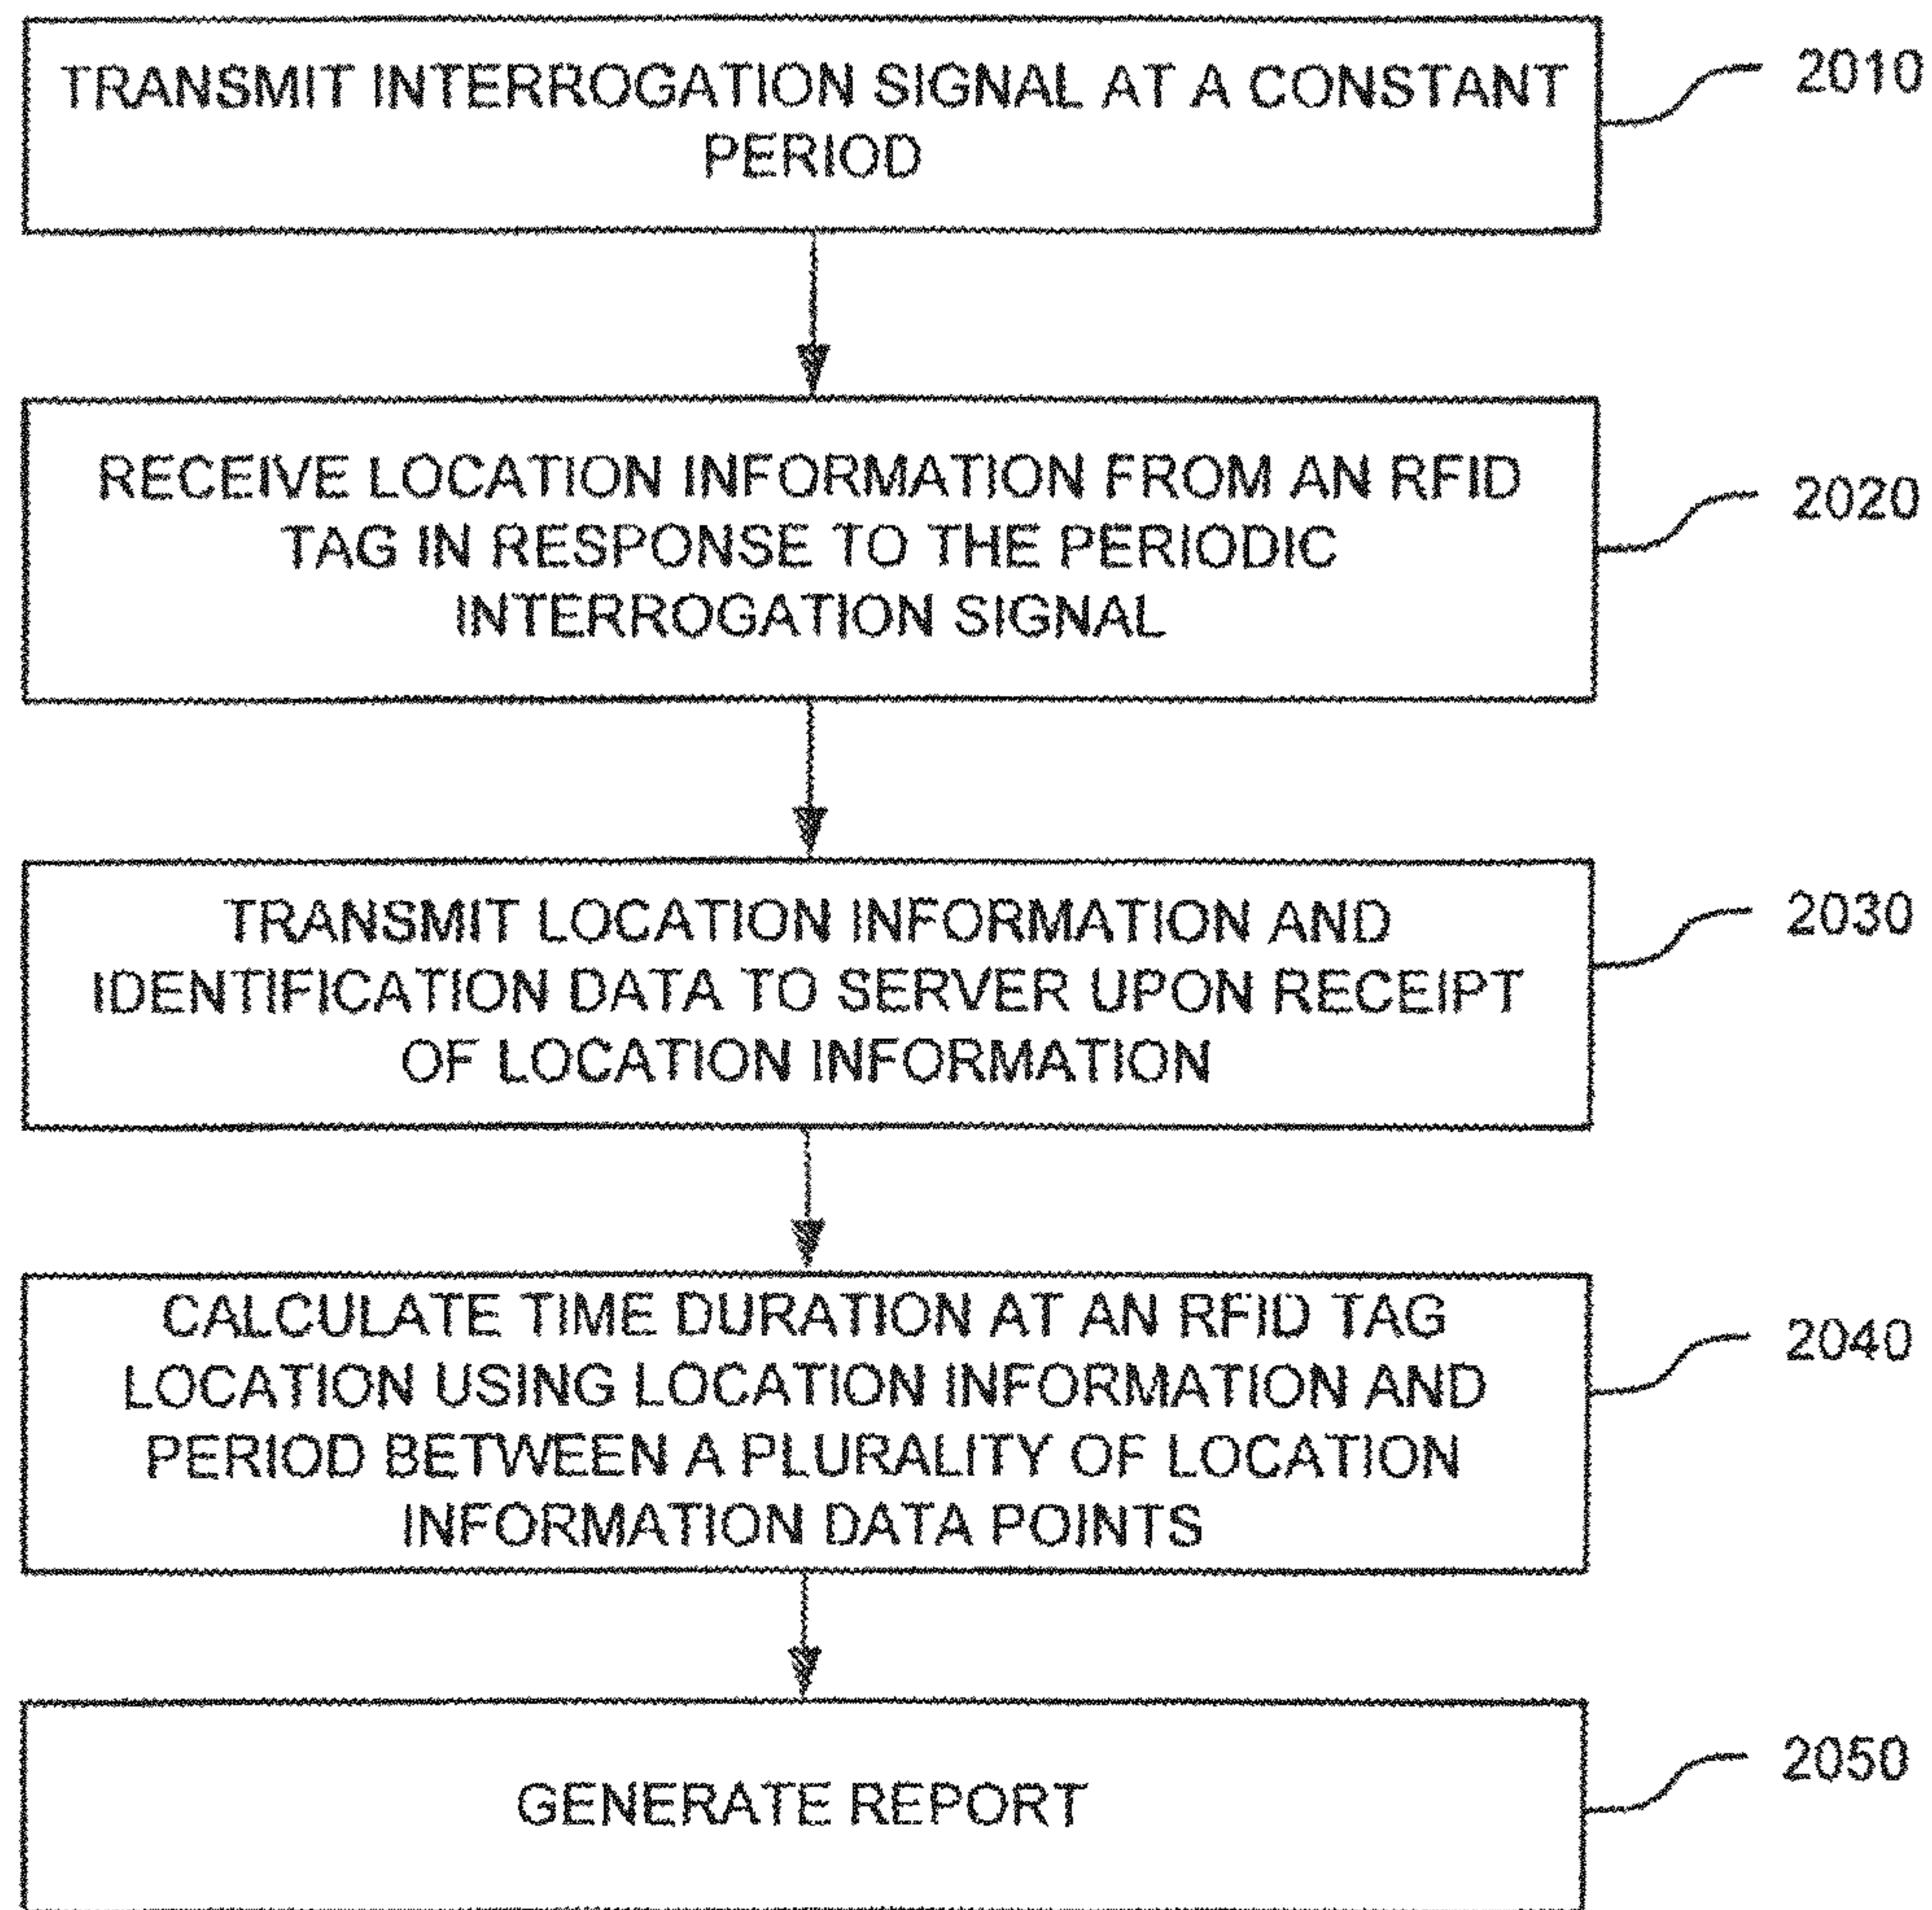 TRANSMIT INTERROGATION SIGNAL AT A CONSTANT
PERIOD
2010
RECEIVE LOCATION INFORMATION FROM AN RFID
TAG IN RESPONSE TO THE PERIODIC
INTERROGATION SIGNAL
2020
TRANSMIT LOCATION INFORMATION AND
IDENTIFICATION DATA TO SERVER UPON RECEIPT
OF LOCATION INFORMATION
2030
CALCULATE TIME DURATION AT AN RFID TAG
LOCATION USING LOCATION INFORMATION AND
PERIOD BETWEEN A PLURALITY OF LOCATION
INFORMATION DATA POINTS
2040
GENERATE REPORT
2050